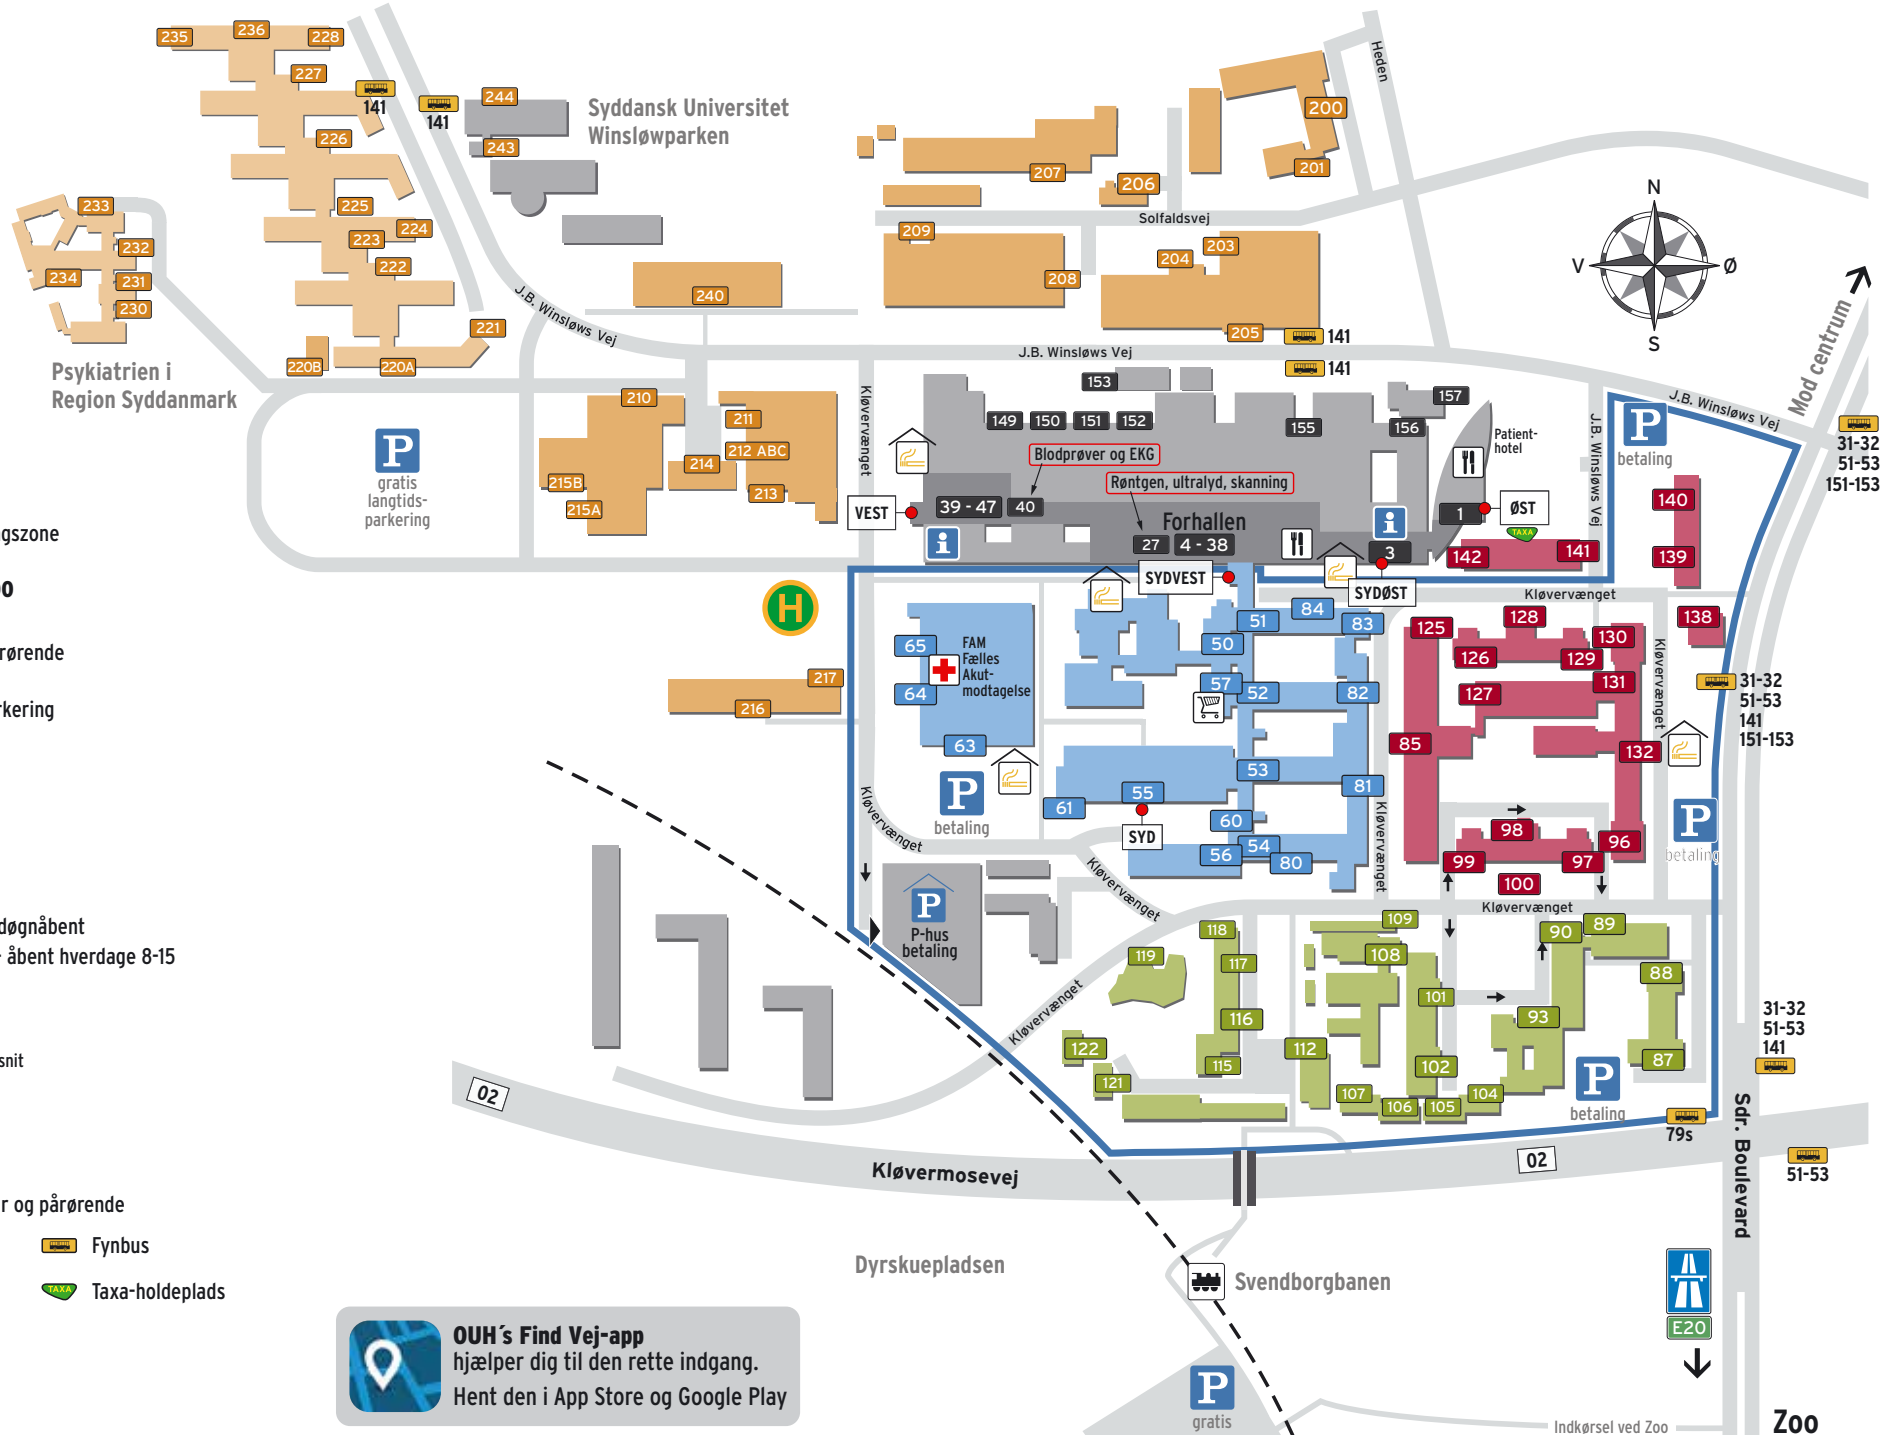 235
236
228
227
226
225
224
223
222
221
220B
220A
233
232
231
230
234
Psykiatrien i
Region Syddanmark
141
141
244
243
Syddansk Universitet
Winsløwparken
240
J.B. Winsløws Vej
Heden
200
201
207
206
Solfaldsvej
209
208
204
203
205
141
141
J.B. Winsløws Vej
N
V
Ø
S
Mod centrum
J.B. Winsløws Vej
31-32
51-53
151-153
P
gratis
langtids-
parkering
210
211
212 ABC
213
214
215B
215A
Kløvervænget
VEST
153
149
150
151
152
155
156
157
Blodprøver og EKG
Røntgen, ultralyd, skanning
39 - 47
40
Forhallen
27
4 - 38
i
i
3
1
Patient-
hotel
ØST
TAXA
142
141
J.B. Winsløws Vej
P
betaling
140
139
138
SYDVEST
SYDØST
Kløvervænget
H
217
216
65
64
63
FAM
Fælles
Akut-
modtagelse
P
betaling
50
51
84
83
57
52
82
53
81
55
61
60
54
56
80
SYD
Kløvervænget
Kløvervænget
Kløvervænget
Kløvervænget
Kløvervænget
Kløvervænget
Kløvervænget
125
128
130
126
129
127
131
85
132
98
96
99
97
100
P
betaling
31-32
51-53
141
151-153
P
P-hus
betaling
118
117
119
116
115
122
121
112
109
108
101
102
107
106
105
104
90
89
88
93
87
P
betaling
31-32
51-53
141
79s
51-53
02
02
Kløvermosevej
Sdr. Boulevard
Dyrskuepladsen
Svendborgbanen
E20
P
gratis
Indkørsel ved Zoo
Zoo
gszone
o
rørende
kering
døgnåbent
åbent hverdage 8-15
snit
r og pårørende
Fynbus
TAXA
Taxa-holdeplads
OUH´s Find Vej-app
hjælper dig til den rette indgang.
Hent den i App Store og Google Play